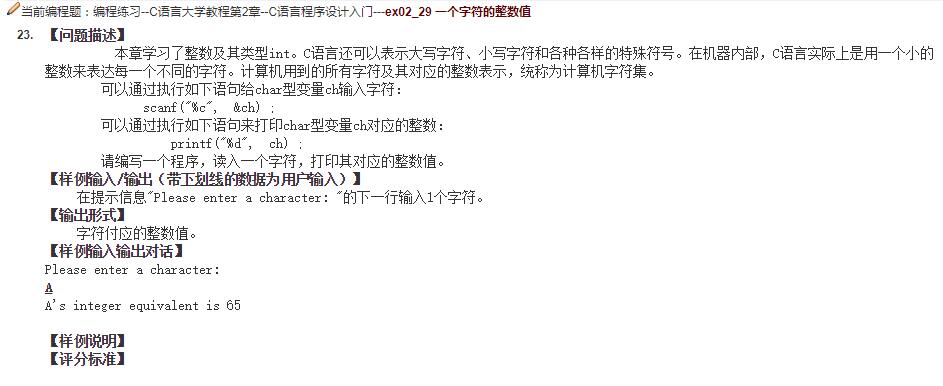 当前编程题：编程练习--C语言大学教程第2章--C语言程序设计入门---ex02_29 一个字符的整数值
23. 【问题描述】
本章学习了整数及其类型int。C语言还可以表示大写字符、小写字符和各种各样的特殊符号。在机器内部，C语言实际上是用一个小的
整数来表达每一个不同的字符。计算机用到的所有字符及其对应的整数表示，统称为计算机字符集。
可以通过执行如下语句给char型变量ch输入字符：
scanf("%c", &ch) ;
可以通过执行如下语句来打印char型变量ch对应的整数：
printf("%d", ch) ;
请编写一个程序，读入一个字符，打印其对应的整数值。
【样例输入/输出（带下划线的数据为用户输入）】
在提示信息"Please enter a character: "的下一行输入1个字符。
【输出形式】
字符付应的整数值。
【样例输入输出对话】
Please enter a character:
A
A's integer equivalent is 65
【样例说明】
【评分标准】